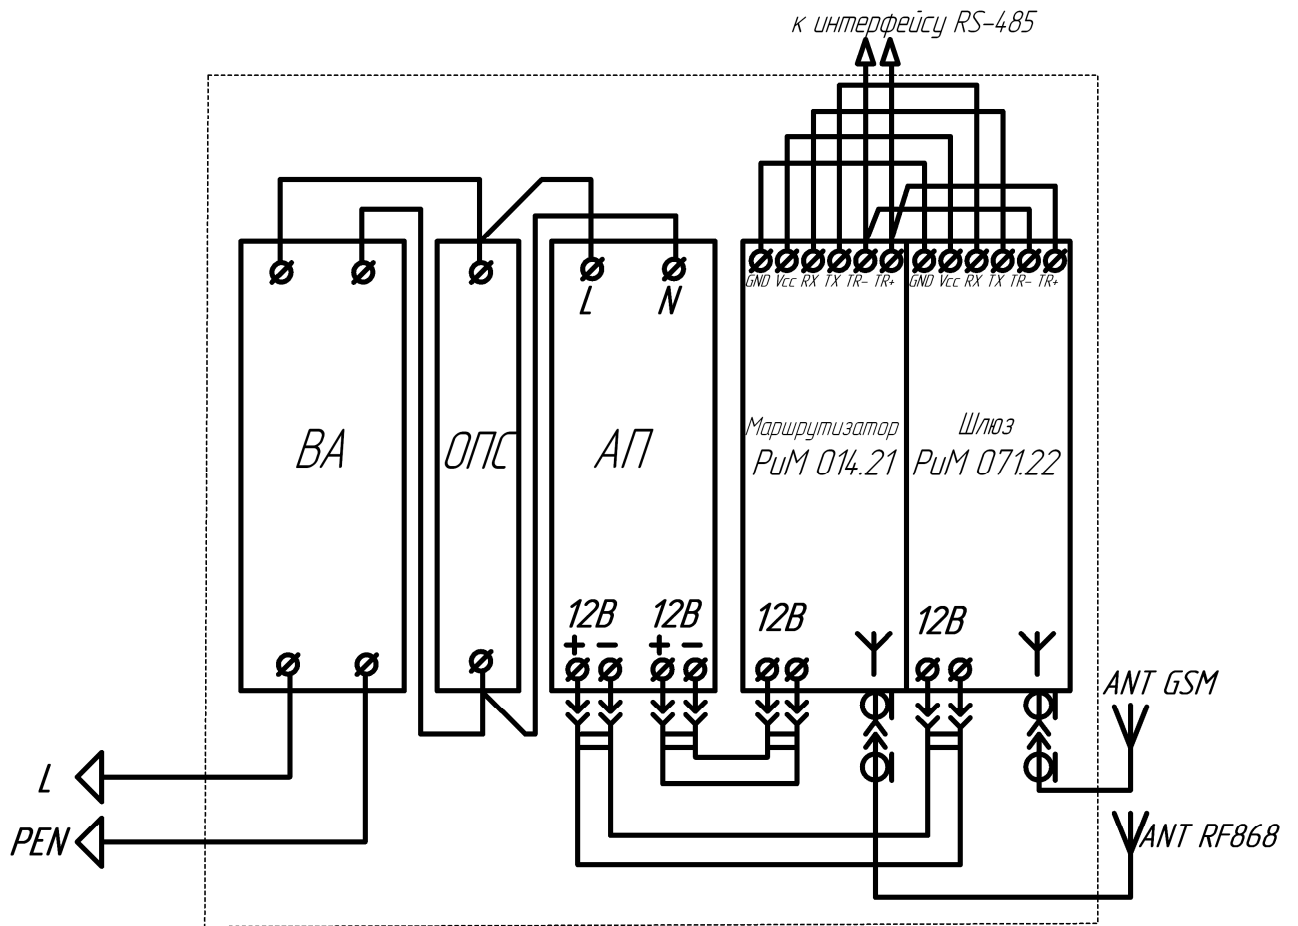 к интерфейсу RS-485
GND Vcc RX TX TR- TR+ GND Vcc RX TX TR- TR+
L N
ВА ОПС АП
Маршрутизатор
РиМ 014.21
Шлюз
РиМ 071.22
12В 12В 12В 12В
+ - + -
ANT GSM
L
PEN
ANT RF868